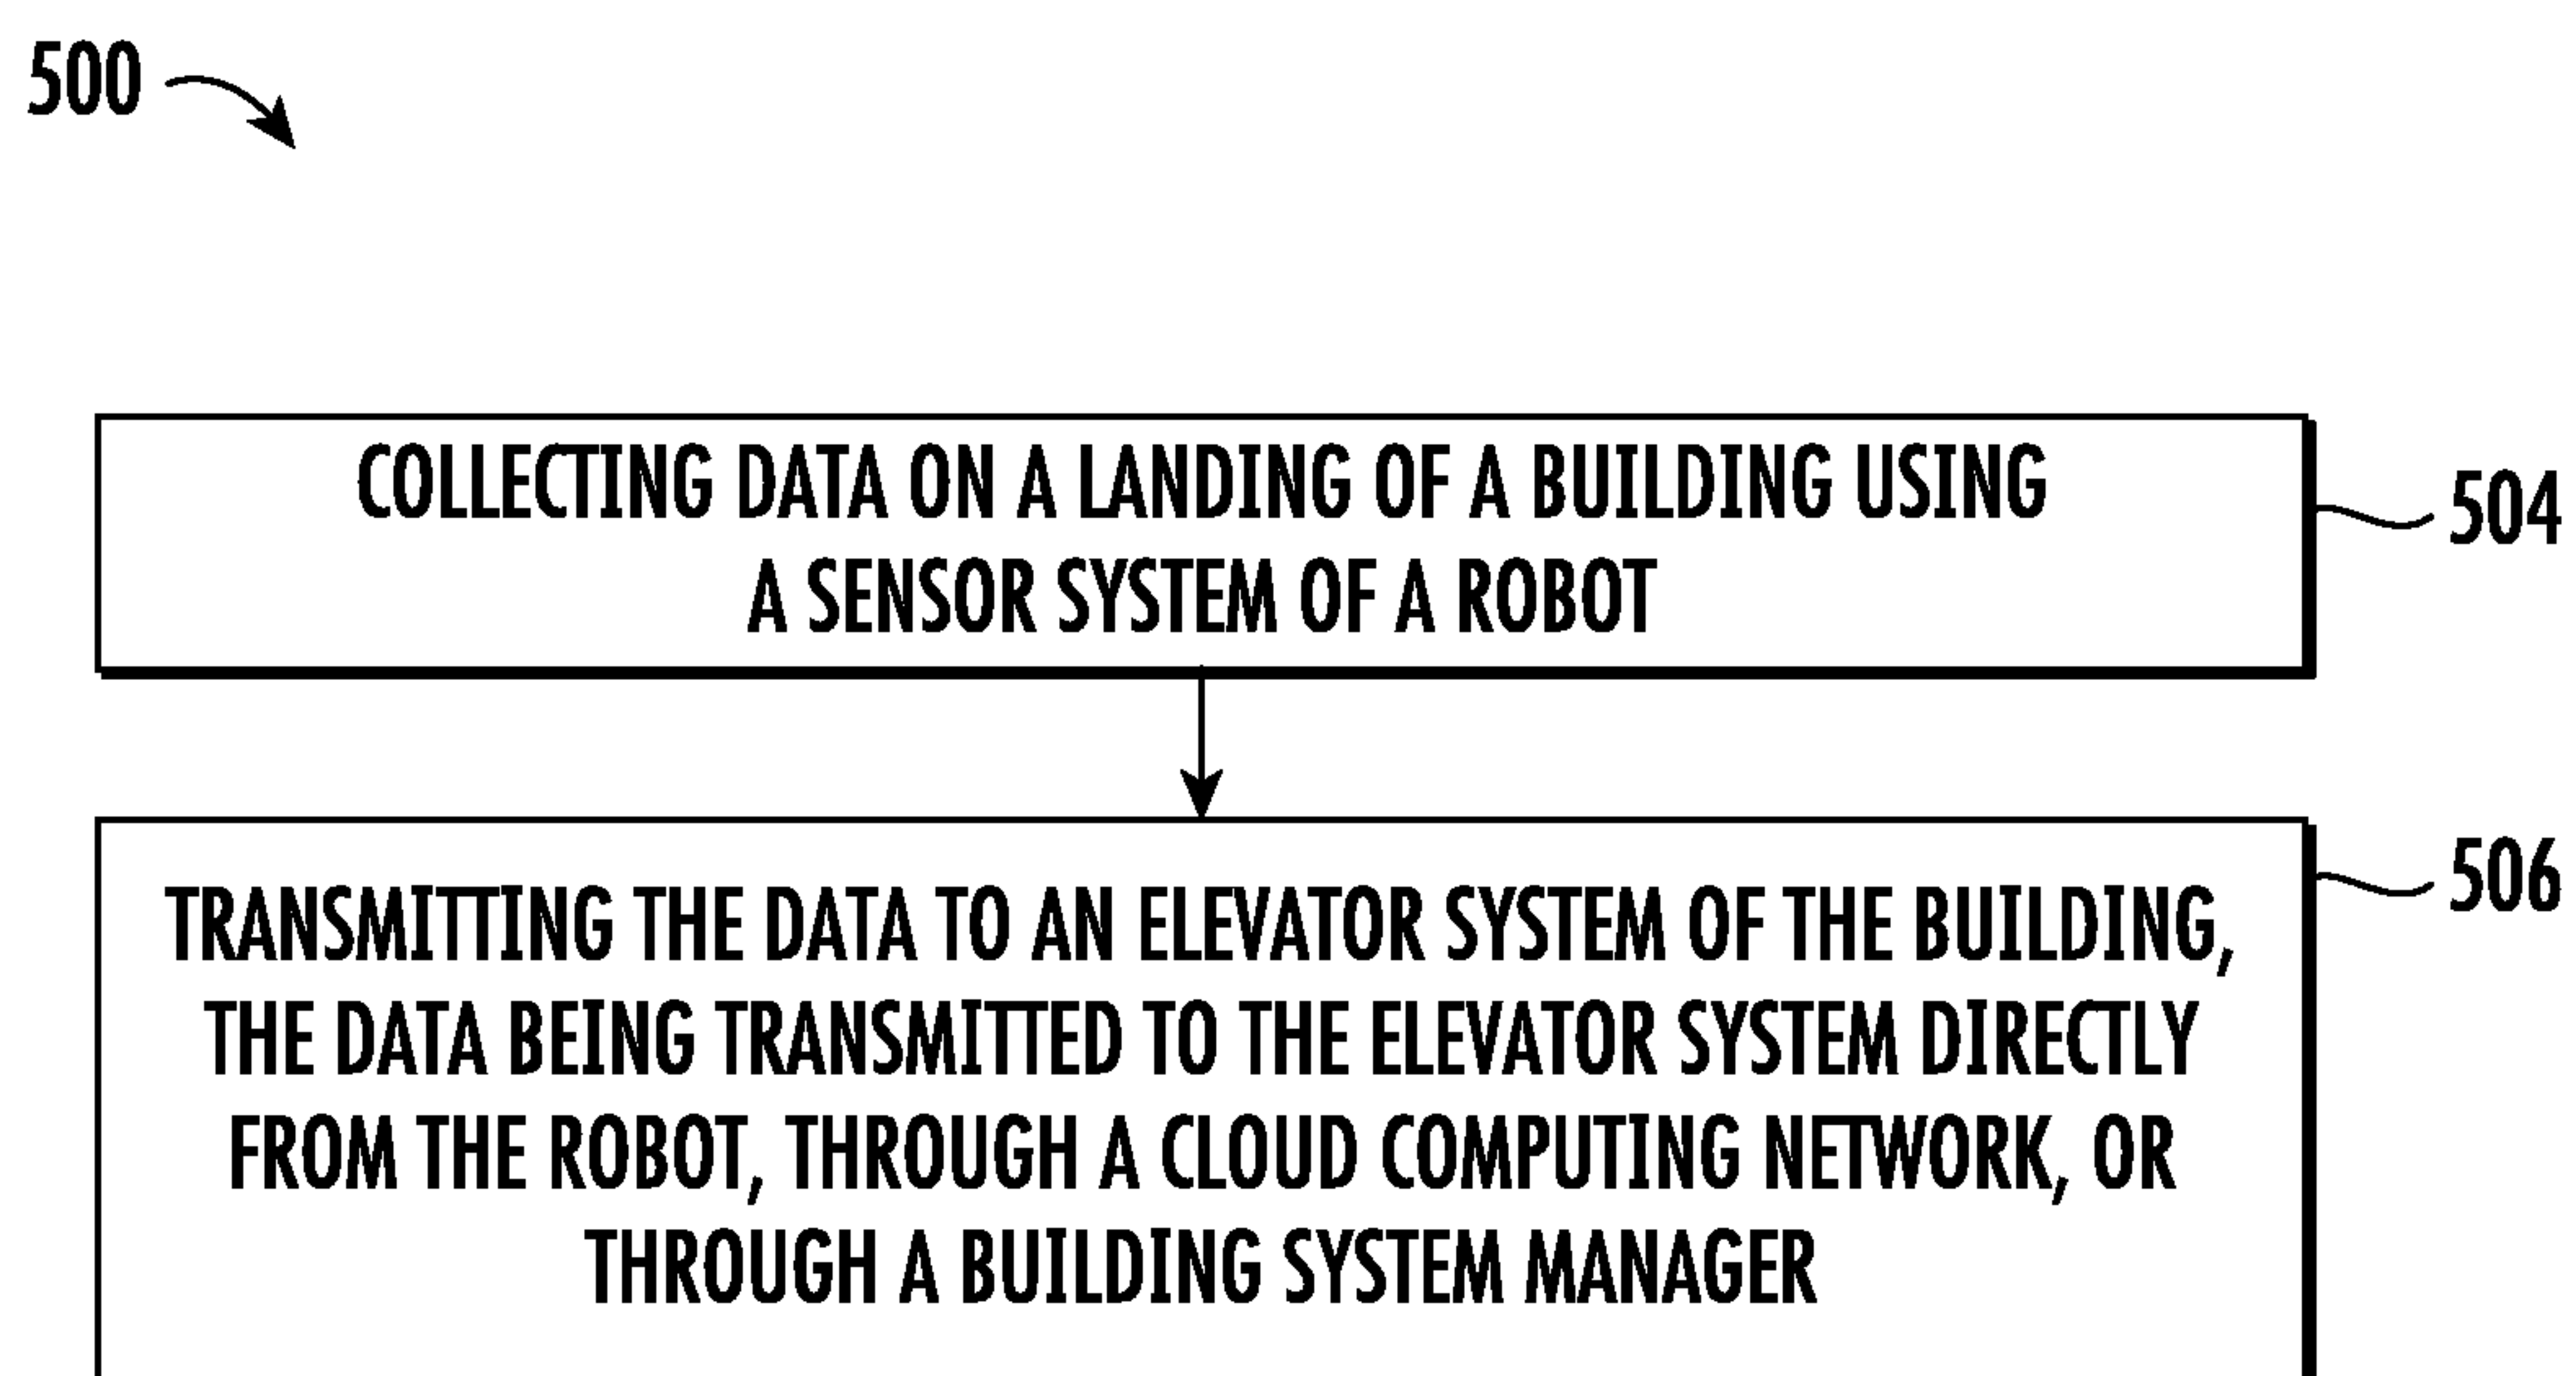 500
COLLECTING DATA ON A LANDING OF A BUILDING USING
A SENSOR SYSTEM OF A ROBOT
504
TRANSMITTING THE DATA TO AN ELEVATOR SYSTEM OF THE BUILDING,
THE DATA BEING TRANSMITTED TO THE ELEVATOR SYSTEM DIRECTLY
FROM THE ROBOT, THROUGH A CLOUD COMPUTING NETWORK, OR
THROUGH A BUILDING SYSTEM MANAGER
506